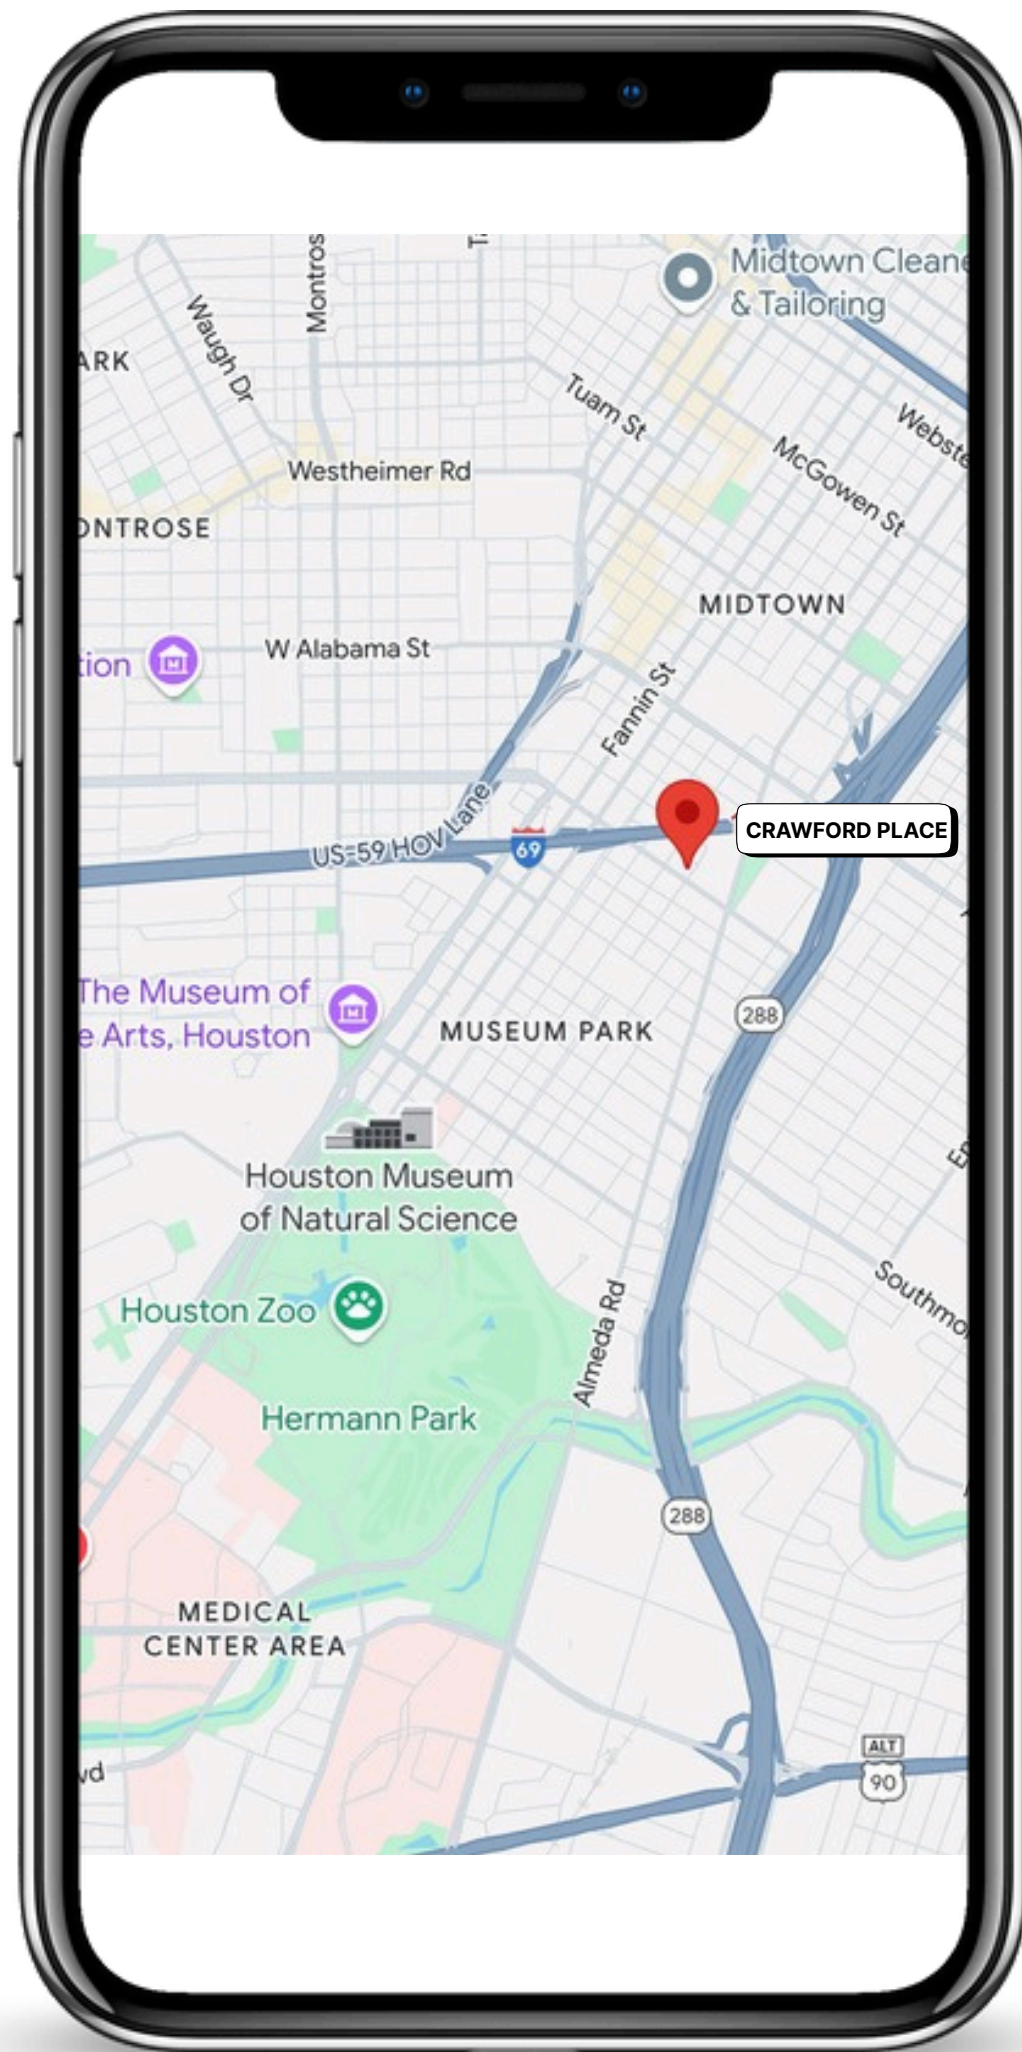 Montros
Midtown Cleane
& Tailoring
Waugh Dr
ARK
Tuam St
Webste
McGowen St
Westheimer Rd
ONTROSE
MIDTOWN
W Alabama St
tion
Fannin St
US-59 HOV Lane
69
CRAWFORD PLACE
The Museum of
e Arts, Houston
288
MUSEUM PARK
Houston Museum
of Natural Science
Southmo
Houston Zoo
Almeda Rd
Hermann Park
288
MEDICAL
CENTER AREA
ALT
90
vd